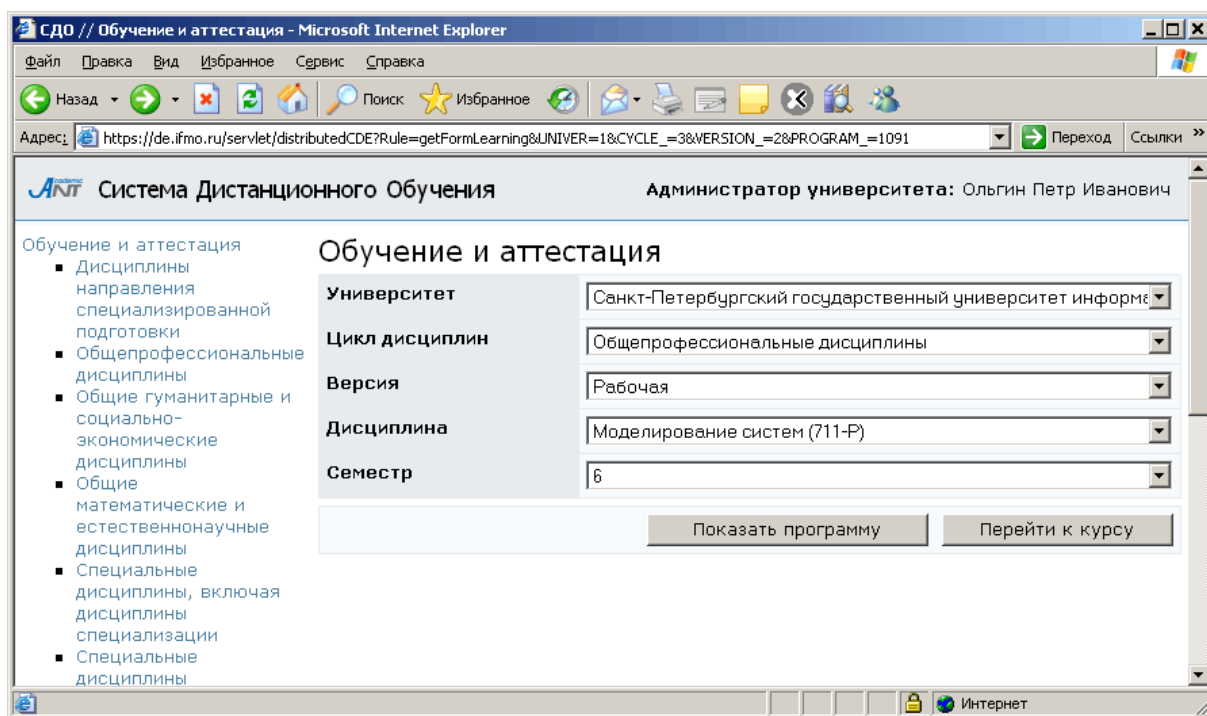 СДО // Обучение и аттестация - Microsoft Internet Explorer
Файл Правка Вид Избранное Сервис Справка
Назад Поиск Избранное
Адрес: https://de.ifmo.ru/servlet/distributedCDE?Rule=getFormLearning&UNIVER=1&CYCLE_=3&VERSION_=2&PROGRAM_=1091 Переход Ссылки »
Academic ANT Система Дистанционного Обучения Администратор университета: Ольгин Петр Иванович
Обучение и аттестация
Дисциплины
направления
специализированной
подготовки
Общепрофессиональные
дисциплины
Общие гуманитарные и
социально-
экономические
дисциплины
Общие
математические и
естественнонаучные
дисциплины
Специальные
дисциплины, включая
дисциплины
специализации
Специальные
дисциплины
Обучение и аттестация
Университет Санкт-Петербургский государственный университет информа
Цикл дисциплин Общепрофессиональные дисциплины
Версия Рабочая
Дисциплина Моделирование систем (711-Р)
Семестр 6
Показать программу Перейти к курсу
Интернет